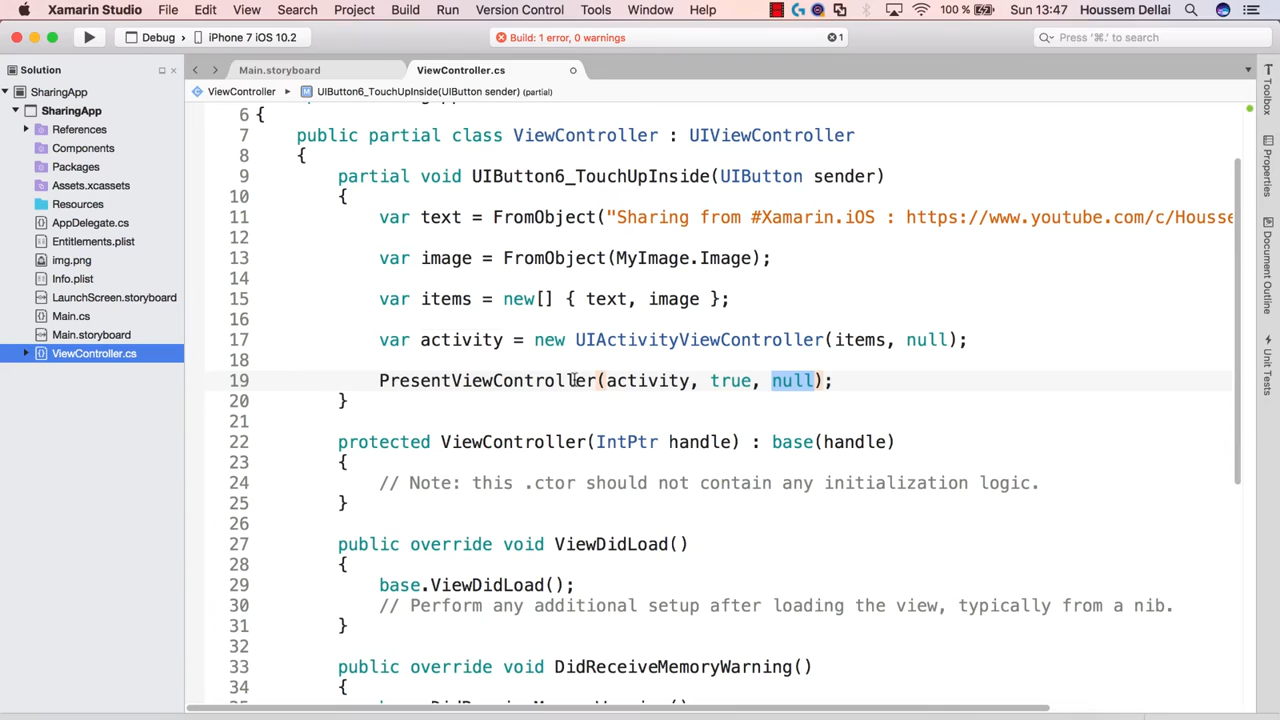 Xamarin Studio File Edit View Search Project Build Run Version Control Tools Window Help 100 % Sun 13:47 Houssem Dellai
Debug iPhone 7 iOS 10.2 Build: 1 error, 0 warnings 1 Press '⌘.' to search
Solution Main.storyboard ViewController.cs
ViewController UIButton6_TouchUpInside(UIButton sender) (partial)
SharingApp
SharingApp
References
Components
Packages
Assets.xcassets
Resources
AppDelegate.cs
Entitlements.plist
img.png
Info.plist
LaunchScreen.storyboard
Main.cs
Main.storyboard
ViewController.cs
6 {
7 public partial class ViewController : UIViewController
8 {
9 partial void UIButton6_TouchUpInside(UIButton sender)
10 {
11 var text = FromObject("Sharing from #Xamarin.iOS : https://www.youtube.com/c/Housse
12
13 var image = FromObject(MyImage.Image);
14
15 var items = new[] { text, image };
16
17 var activity = new UIActivityViewController(items, null);
18
19 PresentViewController(activity, true, null);
20 }
21
22 protected ViewController(IntPtr handle) : base(handle)
23 {
24 // Note: this .ctor should not contain any initialization logic.
25 }
26
27 public override void ViewDidLoad()
28 {
29 base.ViewDidLoad();
30 // Perform any additional setup after loading the view, typically from a nib.
31 }
32
33 public override void DidReceiveMemoryWarning()
34 {
Toolbox
Properties
Document Outline
Unit Tests